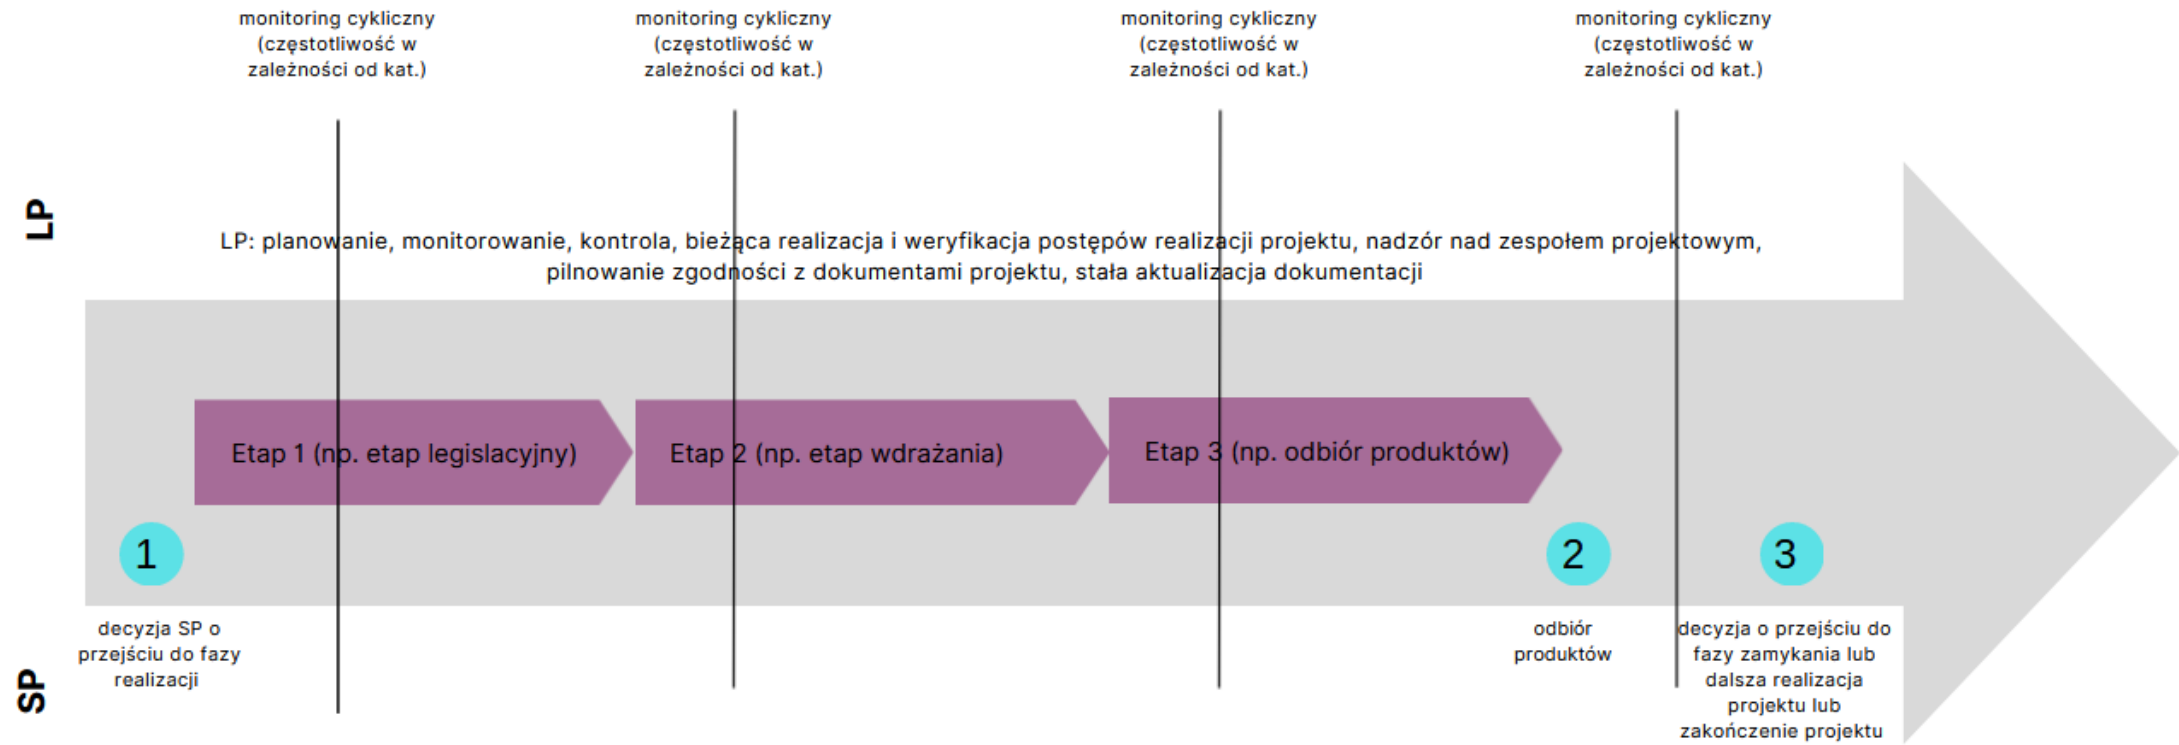 monitoring cykliczny
(częstotliwość w
zależności od kat.)
monitoring cykliczny
(częstotliwość w
zależności od kat.)
monitoring cykliczny
(częstotliwość w
zależności od kat.)
monitoring cykliczny
(częstotliwość w
zależności od kat.)
LP
LP: planowanie, monitorowanie, kontrola, bieżąca realizacja i weryfikacja postępów realizacji projektu, nadzór nad zespołem projektowym,
pilnowanie zgodności z dokumentami projektu, stała aktualizacja dokumentacji
Etap 1 (np. etap legislacyjny)
Etap 2 (np. etap wdrażania)
Etap 3 (np. odbiór produktów)
1
2
3
decyzja SP o
przejściu do fazy
realizacji
odbiór
produktów
decyzja o przejściu do
fazy zamykania lub
dalsza realizacja
projektu lub
zakończenie projektu
SP